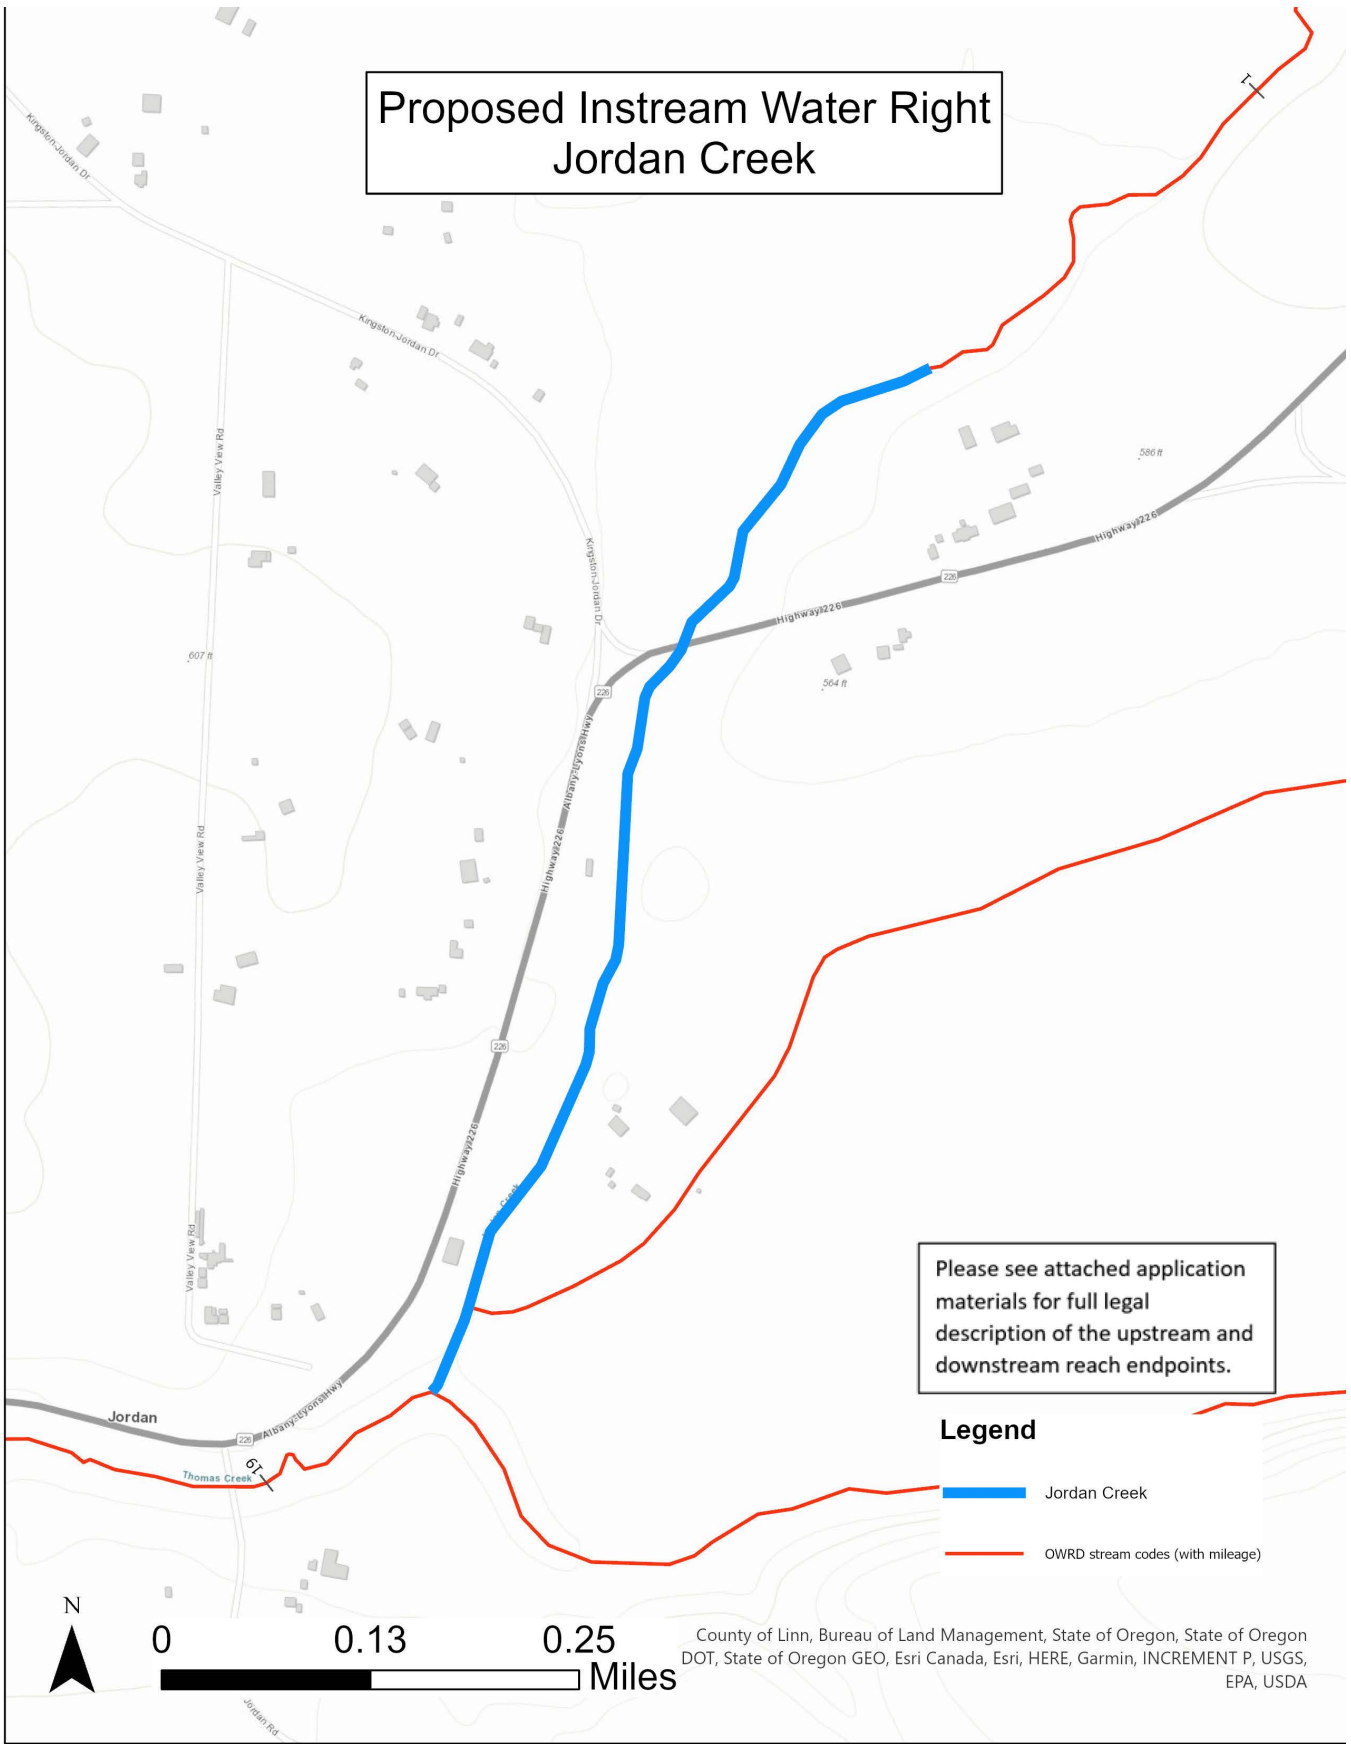 Proposed Instream Water Right
Jordan Creek
1
Kingston-Jordan Dr
Kingston-Jordan Dr
Valley View Rd
586 ft
Highway 226
226
Kingston-Jordan Dr
Highway 226
607 ft
564 ft
226
Albany-Lyons Hwy
Highway 226
Valley View Rd
226
Highway 226
Creek
Valley View Rd
Please see attached application
materials for full legal
description of the upstream and
downstream reach endpoints.
Jordan
Albany-Lyons Hwy
226
19
Thomas Creek
Legend
Jordan Creek
OWRD stream codes (with mileage)
N
0 0.13 0.25
Miles
County of Linn, Bureau of Land Management, State of Oregon, State of Oregon
DOT, State of Oregon GEO, Esri Canada, Esri, HERE, Garmin, INCREMENT P, USGS,
EPA, USDA
Jordan Rd